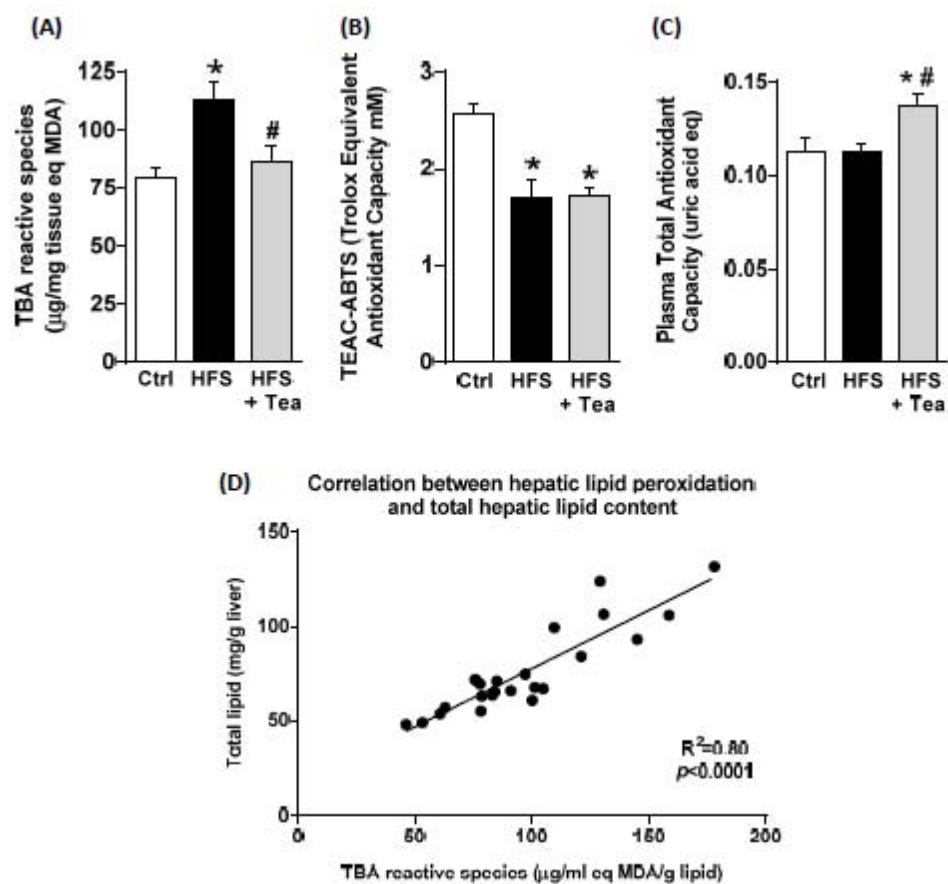 (A)
TBA reactive species
(µg/mg tissue eq MDA)
125
100
75
50
25
0
*
#
Ctrl HFS HFS
+ Tea
(B)
TEAC-ABTS (Trolox Equivalent
Antioxidant Capacity mM)
3
2
1
0
*
*
Ctrl HFS HFS
+ Tea
(C)
Plasma Total Antioxidant
Capacity (uric acid eq)
0.15
0.10
0.05
0.00
* #
Ctrl HFS HFS
+ Tea
(D)
Correlation between hepatic lipid peroxidation
and total hepatic lipid content
Total lipid (mg/g liver)
150
100
50
0
R²=0.80
p<0.0001
0 50 100 150 200
TBA reactive species (µg/ml eq MDA/g lipid)